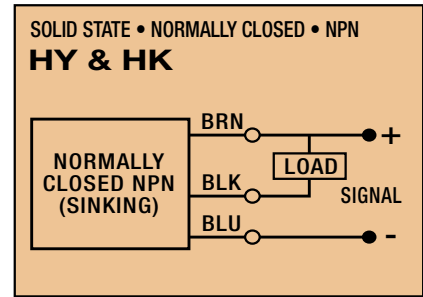 SOLID STATE • NORMALLY CLOSED • NPN
HY & HK
BRN
+
NORMALLY
CLOSED NPN
(SINKING)
LOAD
BLK
SIGNAL
BLU
-